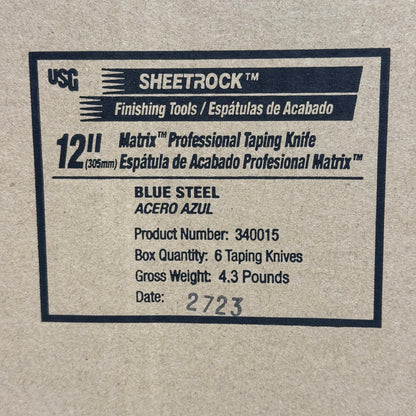 USG
SHEETROCK™
Finishing Tools / Espátulas de Acabado
12" (305mm)
Matrix™ Professional Taping Knife
Espátula de Acabado Profesional Matrix™
BLUE STEEL
ACERO AZUL
Product Number: 340015
Box Quantity: 6 Taping Knives
Gross Weight: 4.3 Pounds
Date: 2723